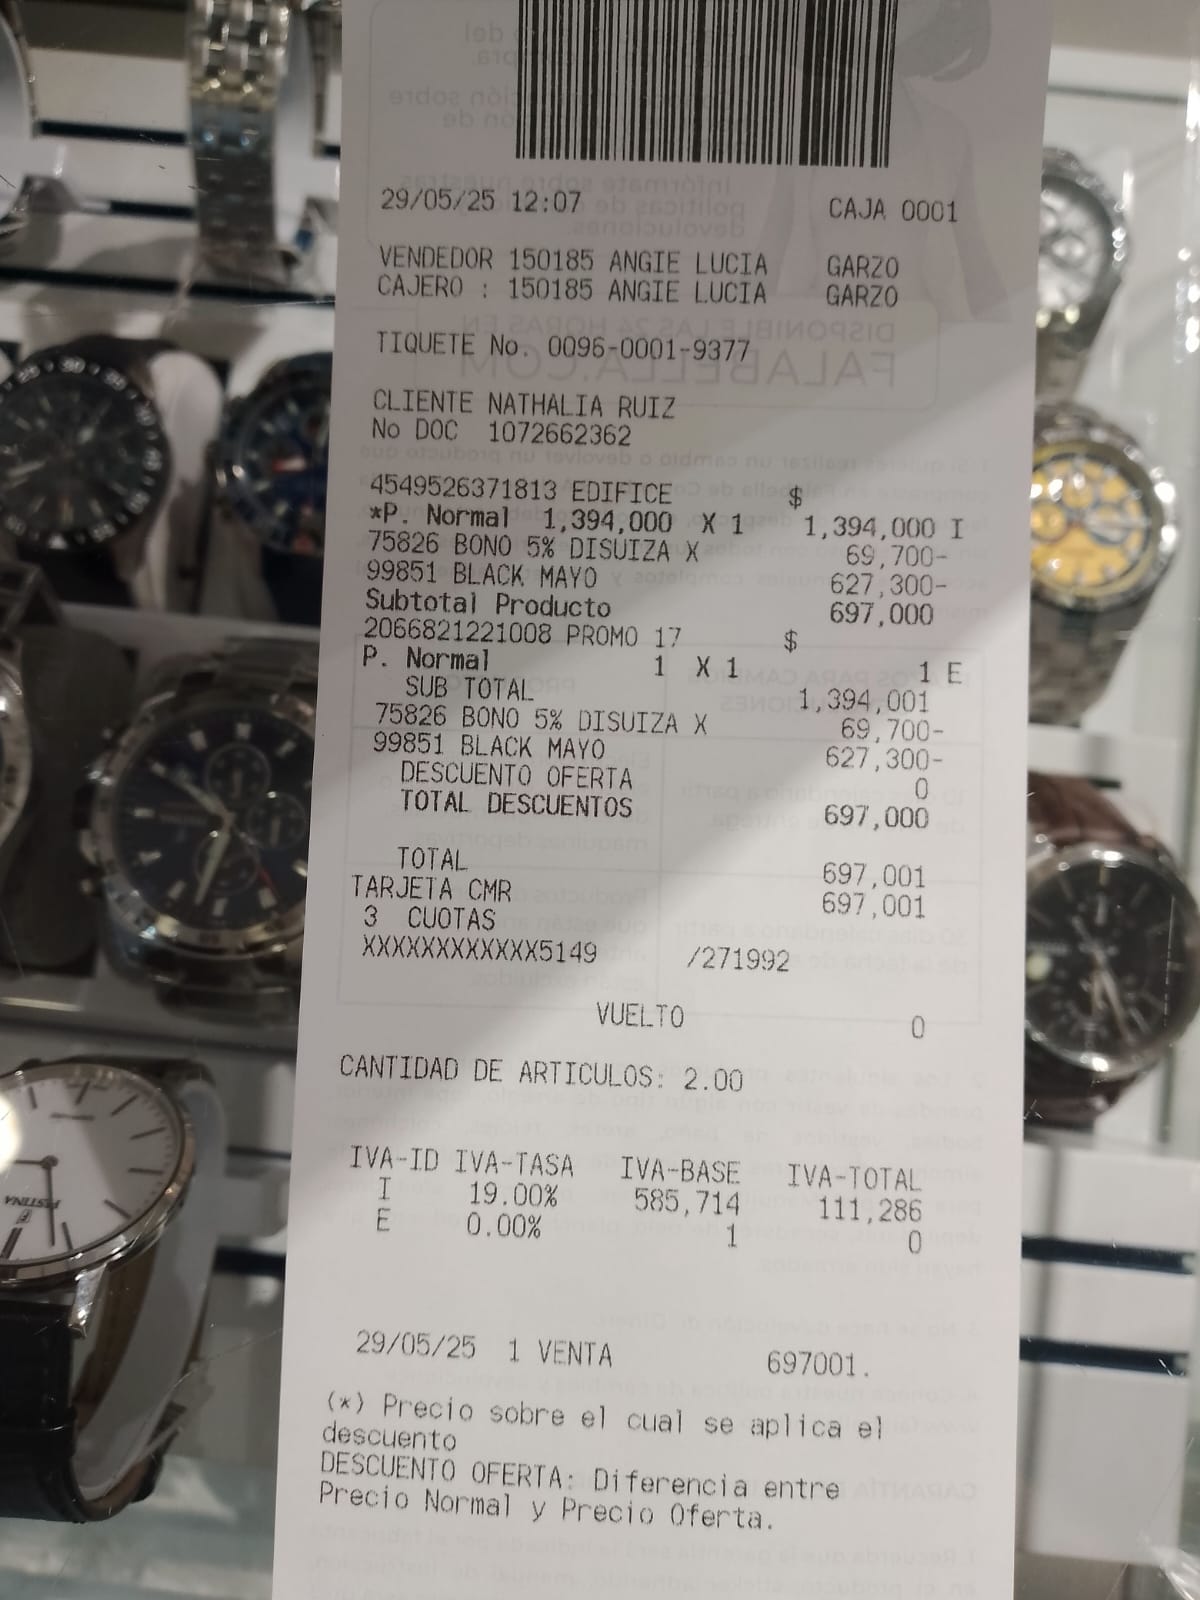 29/05/25 12:07 CAJA 0001
VENDEDOR 150185 ANGIE LUCIA GARZO
CAJERO : 150185 ANGIE LUCIA GARZO
TIQUETE No. 0096-0001-9377
CLIENTE NATHALIA RUIZ
No DOC 1072662362
4549526371813 EDIFICE $
*P. Normal 1,394,000 X 1 1,394,000 I
75826 BONO 5% DISUIZA X 69,700-
99851 BLACK MAYO 627,300-
Subtotal Producto 697,000
2066821221008 PROMO 17 $
P. Normal 1 X 1 1 E
SUB TOTAL 1,394,001
75826 BONO 5% DISUIZA X 69,700-
99851 BLACK MAYO 627,300-
DESCUENTO OFERTA 0
TOTAL DESCUENTOS 697,000
TOTAL 697,001
TARJETA CMR 697,001
3 CUOTAS
XXXXXXXXXXXX5149 /271992
VUELTO 0
CANTIDAD DE ARTICULOS: 2.00
IVA-ID IVA-TASA IVA-BASE IVA-TOTAL
I 19.00% 585,714 111,286
E 0.00% 1 0
29/05/25 1 VENTA 697001.
(*) Precio sobre el cual se aplica el
descuento
DESCUENTO OFERTA: Diferencia entre
Precio Normal y Precio Oferta.
FESTINA